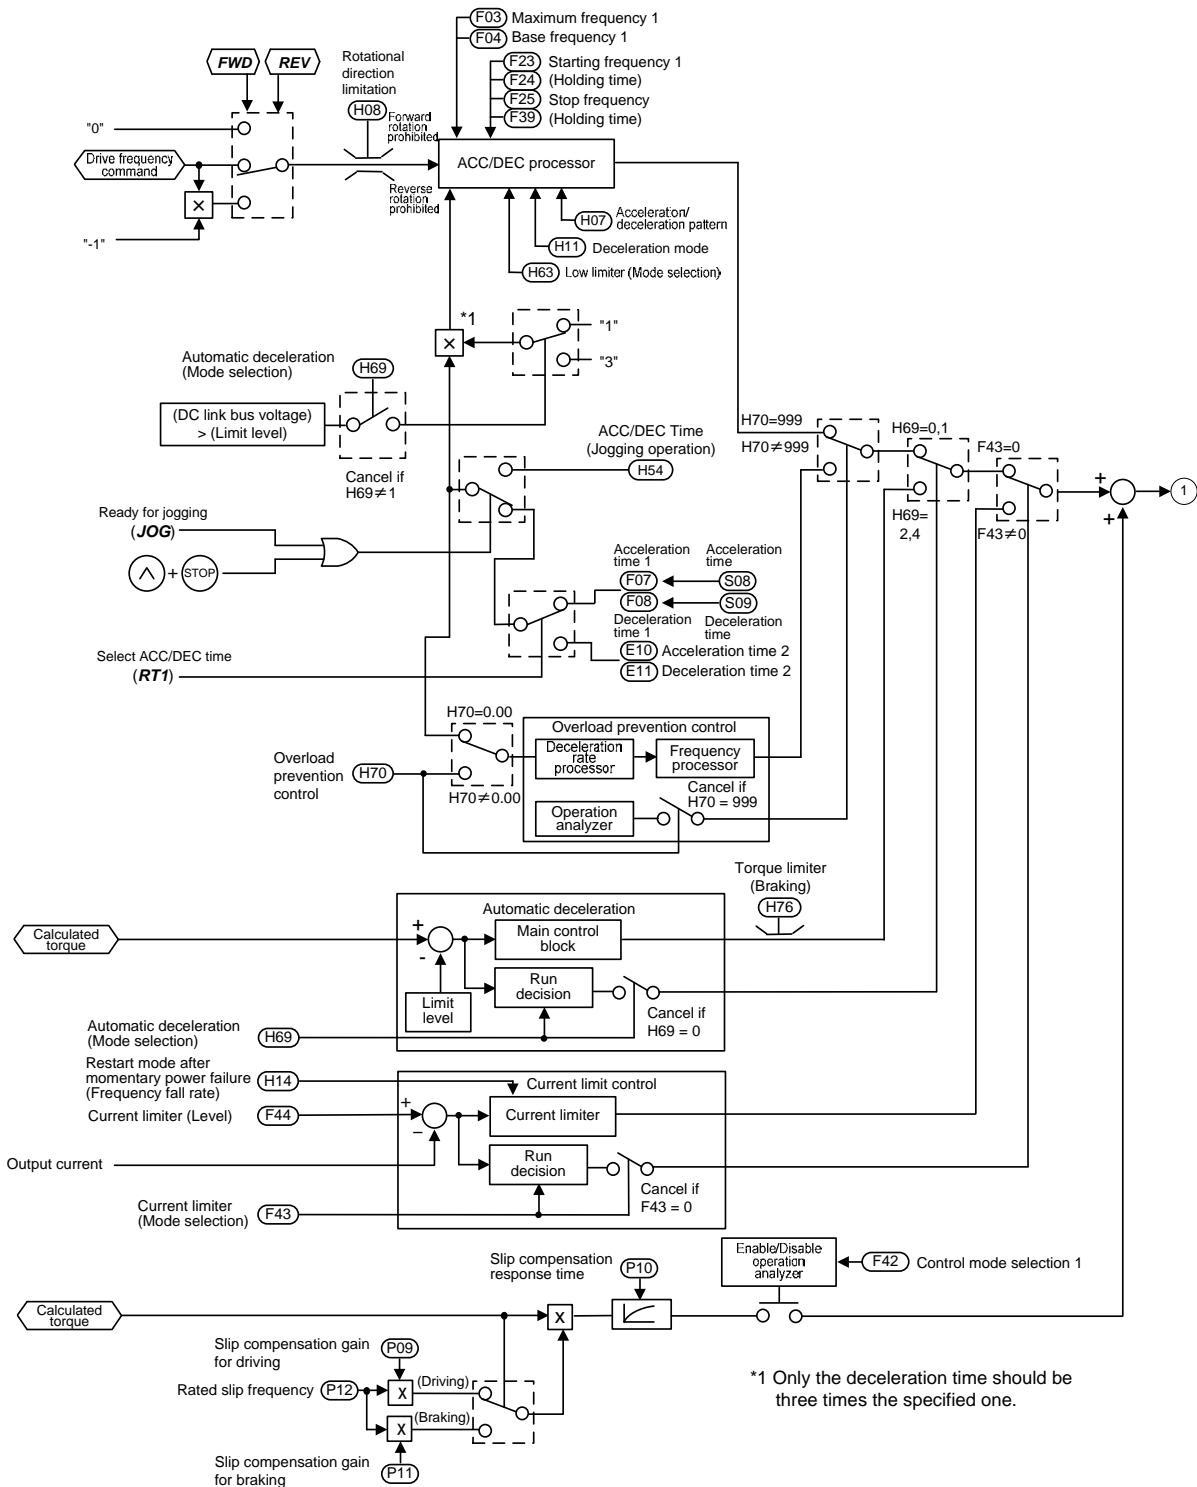 F03 Maximum frequency 1
F04 Base frequency 1
F23 Starting frequency 1
F24 (Holding time)
F25 Stop frequency
F39 (Holding time)
FWD
REV
Rotational
direction
limitation
H08
Forward
rotation
prohibited
"0"
Drive frequency
command
ACC/DEC processor
×
Reverse
rotation
prohibited
"-1"
H07 Acceleration/
deceleration pattern
H11 Deceleration mode
H63 Low limiter (Mode selection)
*1
×
"1"
"3"
Automatic deceleration
(Mode selection)
H69
(DC link bus voltage)
> (Limit level)
Cancel if
H69≠1
ACC/DEC Time
(Jogging operation)
H54
H70=999
H70≠999
H69=0,1
H69=
2,4
F43=0
F43≠0
+
+
1
Ready for jogging
(JOG)
∧ + STOP
Acceleration
time 1
Acceleration
time
F07
S08
F08
S09
Deceleration
time 1
Deceleration
time
E10 Acceleration time 2
E11 Deceleration time 2
Select ACC/DEC time
(RT1)
H70=0.00
H70≠0.00
Overload
prevention
control
H70
Overload prevention control
Deceleration
rate
processor
Frequency
processor
Cancel if
H70 = 999
Operation
analyzer
Torque limiter
(Braking)
H76
Automatic deceleration
Calculated
torque
+
-
Main control
block
Run
decision
Limit
level
Cancel if
H69 = 0
Automatic deceleration
(Mode selection)
H69
Restart mode after
momentary power failure
(Frequency fall rate)
H14
Current limit control
Current limiter (Level)
F44
+
−
Current limiter
Output current
Run
decision
Cancel if
F43 = 0
Current limiter
(Mode selection)
F43
Slip compensation
response time
P10
Enable/Disable
operation
analyzer
F42 Control mode selection 1
Calculated
torque
x
Slip compensation gain
for driving
P09
Rated slip frequency
P12
x
(Driving)
x
(Braking)
Slip compensation gain
for braking
P11
*1 Only the deceleration time should be
three times the specified one.